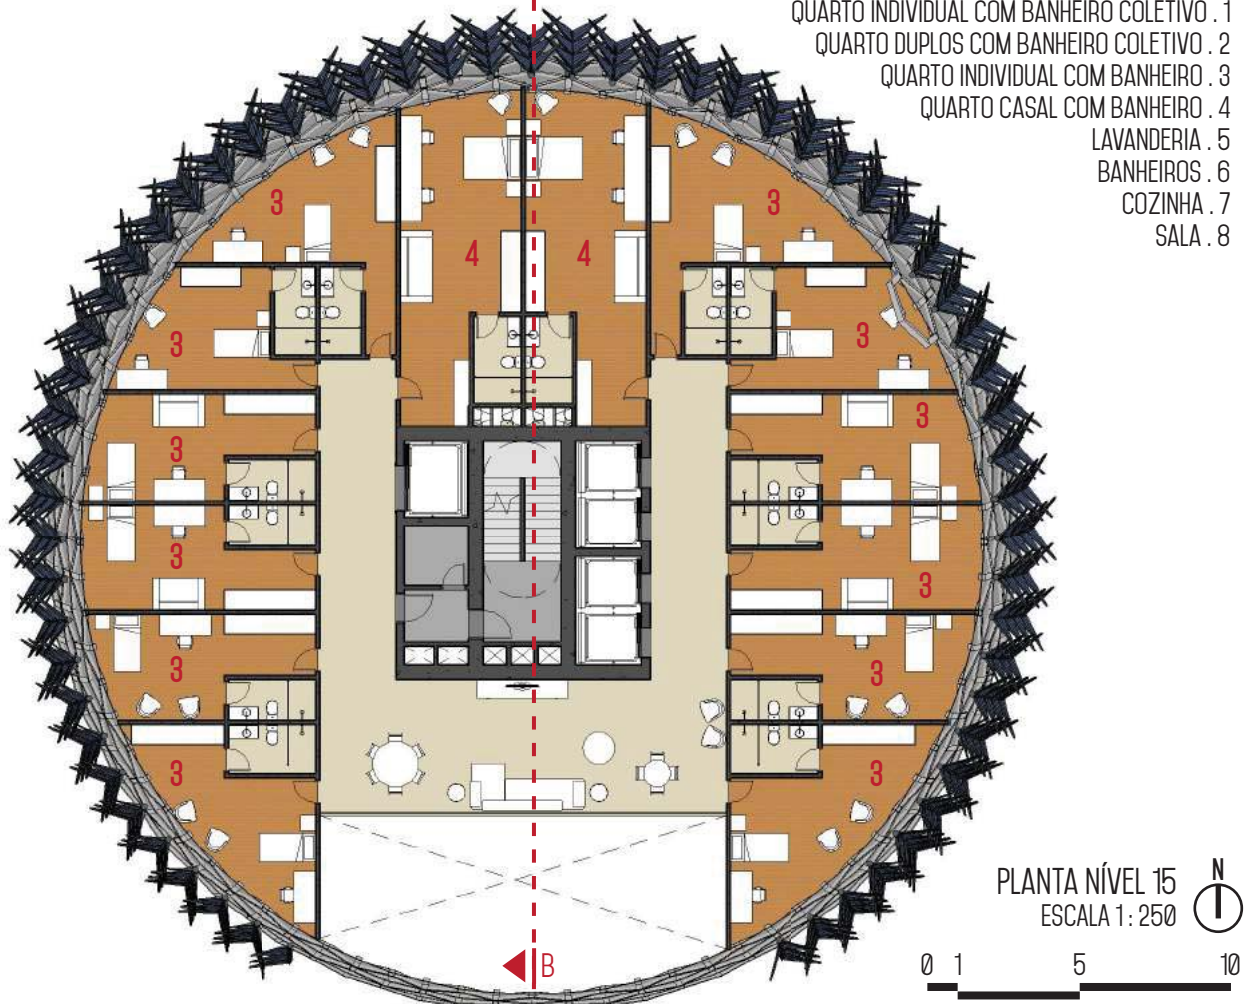 QUARTO INDIVIDUAL COM BANHEIRO COLETIVO . 1
QUARTO DUPLOS COM BANHEIRO COLETIVO . 2
QUARTO INDIVIDUAL COM BANHEIRO . 3
QUARTO CASAL COM BANHEIRO . 4
LAVANDERIA . 5
BANHEIROS . 6
COZINHA . 7
SALA . 8
3
3
4
4
3
3
3
3
3
3
3
3
3
3
PLANTA NÍVEL 15
ESCALA 1 : 250
N
B
0 1 5 10